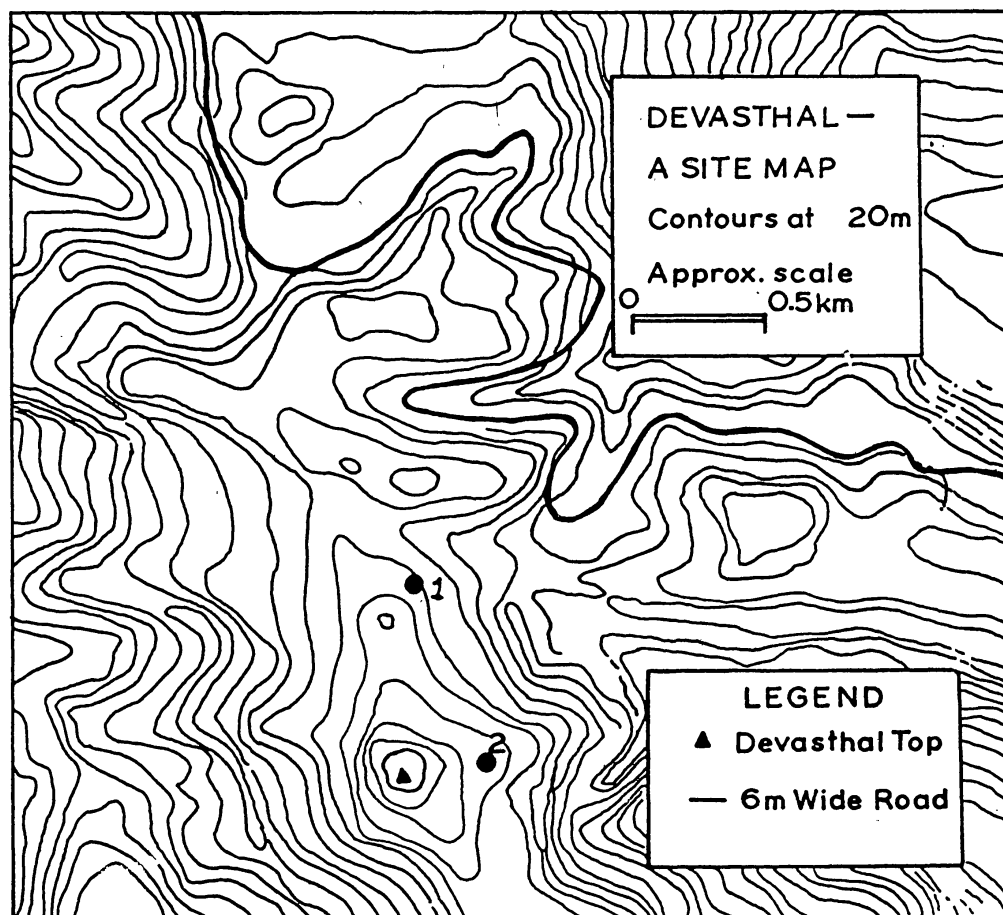 DEVASTHAL —
A SITE MAP
Contours at 20m
Approx. scale
0 0.5km
1
2
LEGEND
▲ Devasthal Top
— 6m Wide Road